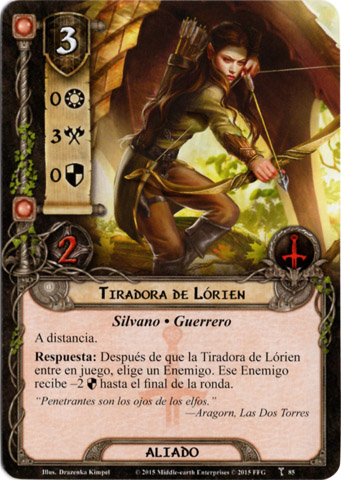 3
0
3
0
2
TIRADORA DE LÓRIEN
Silvano • Guerrero
A distancia.
Respuesta: Después de que la Tiradora de Lórien
entre en juego, elige un Enemigo. Ese Enemigo
recibe –2 hasta el final de la ronda.
“Penetrantes son los ojos de los elfos.”
—Aragorn, Las Dos Torres
ALIADO
Illus. Drazenka Kimpel
© 2015 Middle-earth Enterprises © 2015 FFG
85